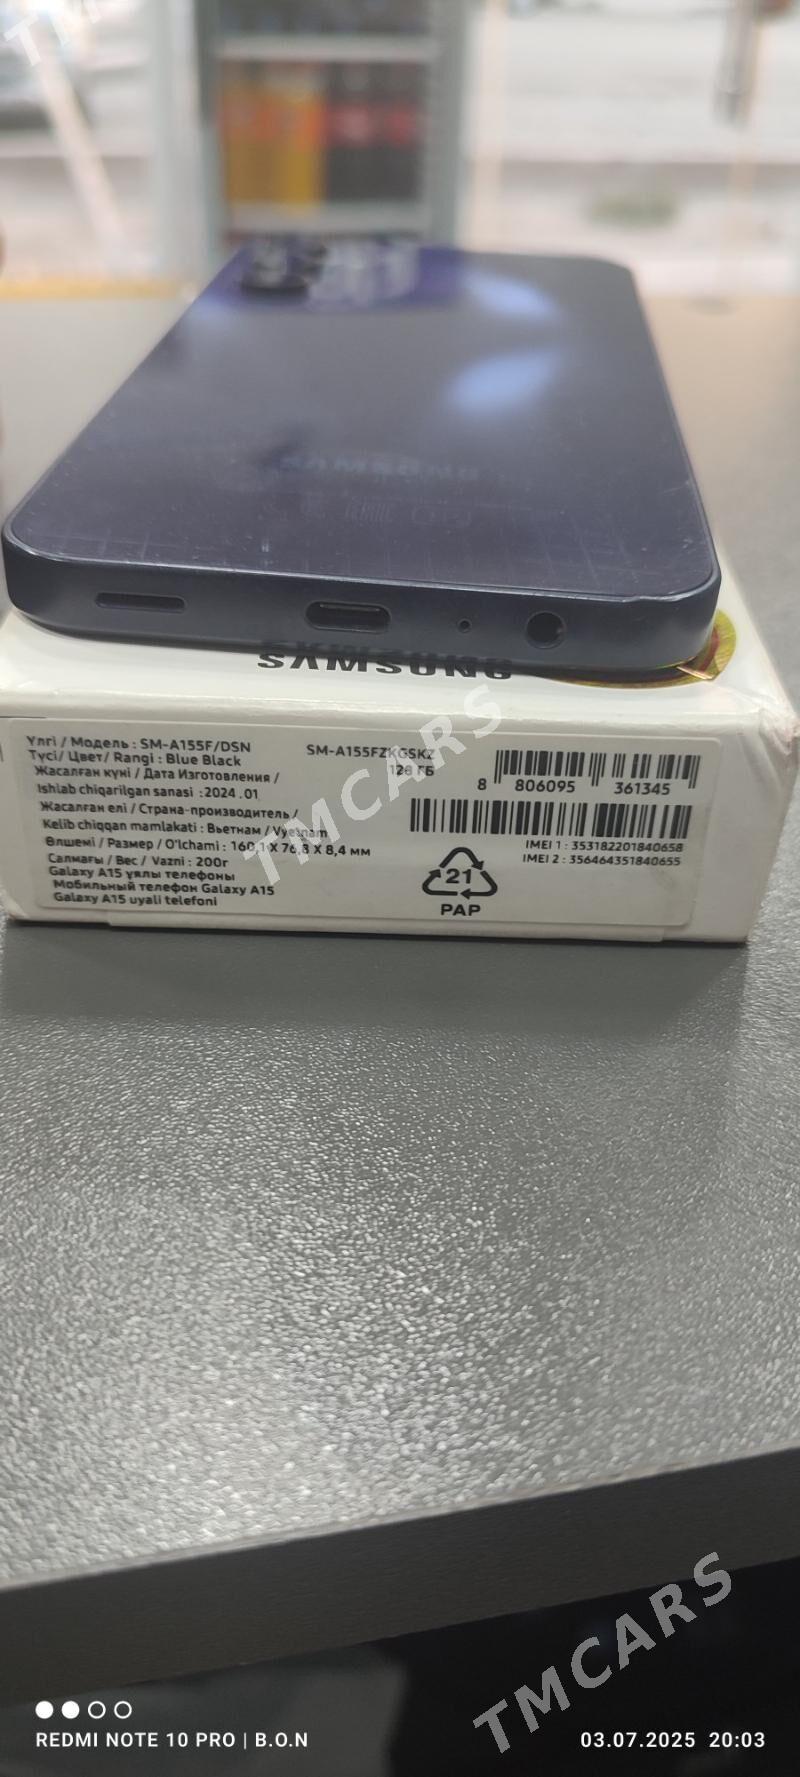 SAMSUNG
SAMSUNG
Үлгі / Модель : SM-A155F/DSN
Түсі/ Цвет/ Rangi : Blue Black
Жасалған күні / Дата Изготовления /
Ishlab chiqarilgan sanasi :2024.01
Жасалған елі / Страна-производитель /
Kelib chiqqan mamlakati : Вьетнам / Vyetnam
Өлшемі / Размер / O'lchami : 160,1 X 76,8 X 8,4 мм
Салмағы / Вес / Vazni : 200г
Galaxy A15 ұялы телефоны
Мобильный телефон Galaxy A15
Galaxy A15 uyali telefoni
SM-A155FZKGSKZ
128 ГБ
8 806095 361345
IMEI 1 : 353182201840658
IMEI 2 : 356464351840655
21
PAP
TMCARS
TMCARS
REDMI NOTE 10 PRO | B.O.N
03.07.2025 20:03